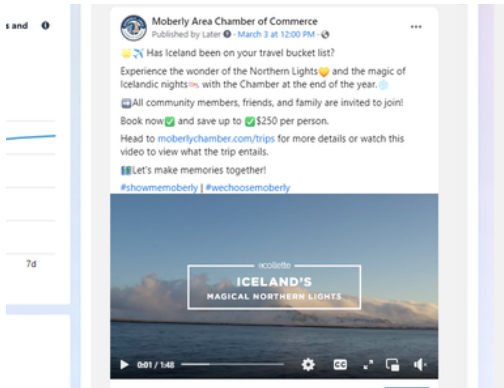 s and
7d
Moberly Area Chamber of Commerce
Published by Later · March 3 at 12:00 PM ·
Has Iceland been on your travel bucket list?
Experience the wonder of the Northern Lights and the magic of
Icelandic nights with the Chamber at the end of the year.
All community members, friends, and family are invited to join!
Book now and save up to $250 per person.
Head to moberlychamber.com/trips for more details or watch this
video to view what the trip entails.
Let's make memories together!
#showmemoberly | #wechoosemoberly
collette
ICELAND'S
MAGICAL NORTHERN LIGHTS
0:01 / 1:48
CC